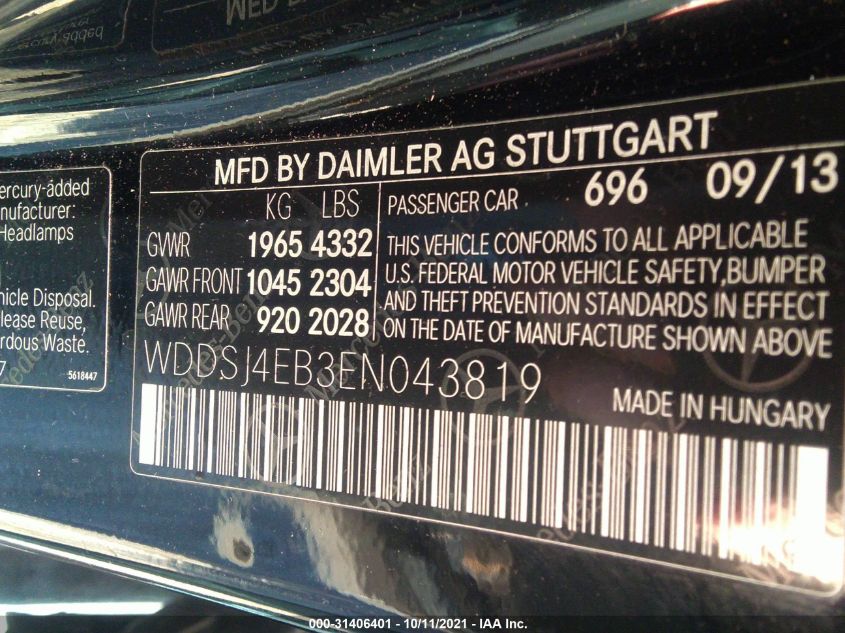 MFD BY DAIMLER AG STUTTGART
KG LBS
GVWR 1965 4332
GAWR FRONT 1045 2304
GAWR REAR 920 2028
PASSENGER CAR 696 09/13
THIS VEHICLE CONFORMS TO ALL APPLICABLE
U.S. FEDERAL MOTOR VEHICLE SAFETY, BUMPER
AND THEFT PREVENTION STANDARDS IN EFFECT
ON THE DATE OF MANUFACTURE SHOWN ABOVE
WDDSJ4EB3EN043819
MADE IN HUNGARY
ercury-added
nufacturer:
Headlamps
hicle Disposal.
lease Reuse,
rdous Waste.
7
5618447
000-31406401 - 10/11/2021 - IAA Inc.